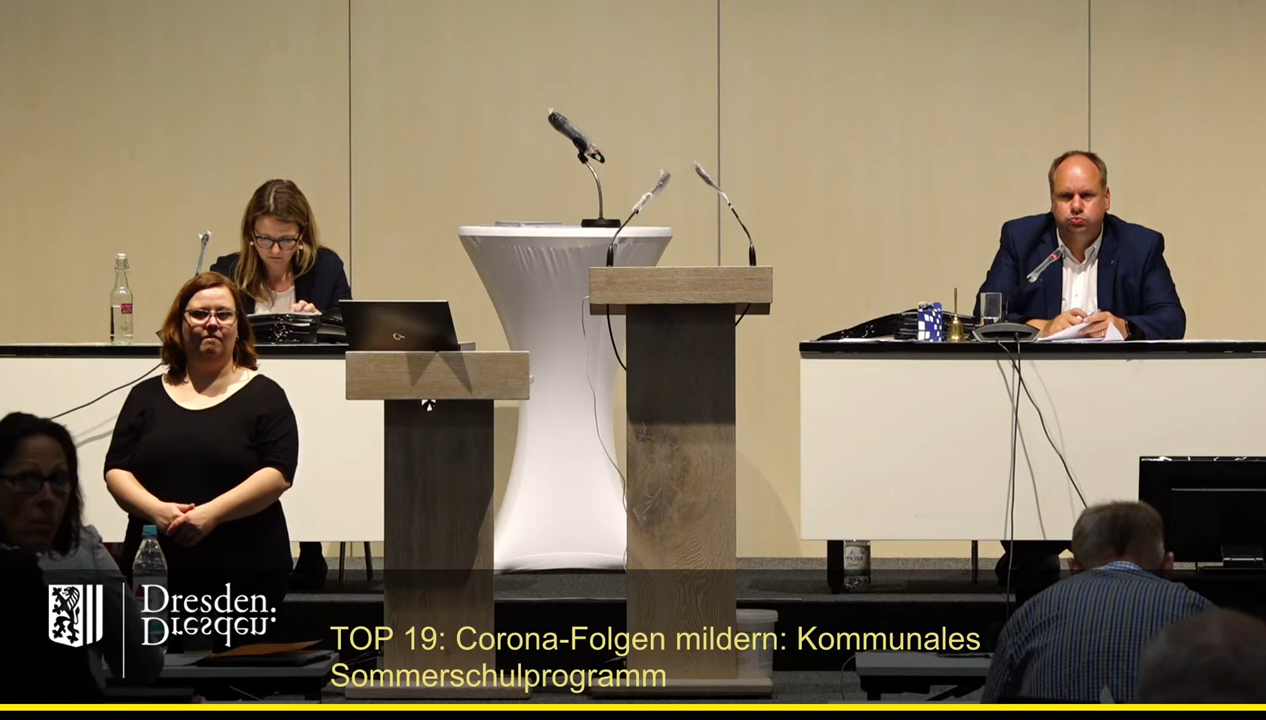 Dresden.
Dresden.
TOP 19: Corona-Folgen mildern: Kommunales
Sommerschulprogramm